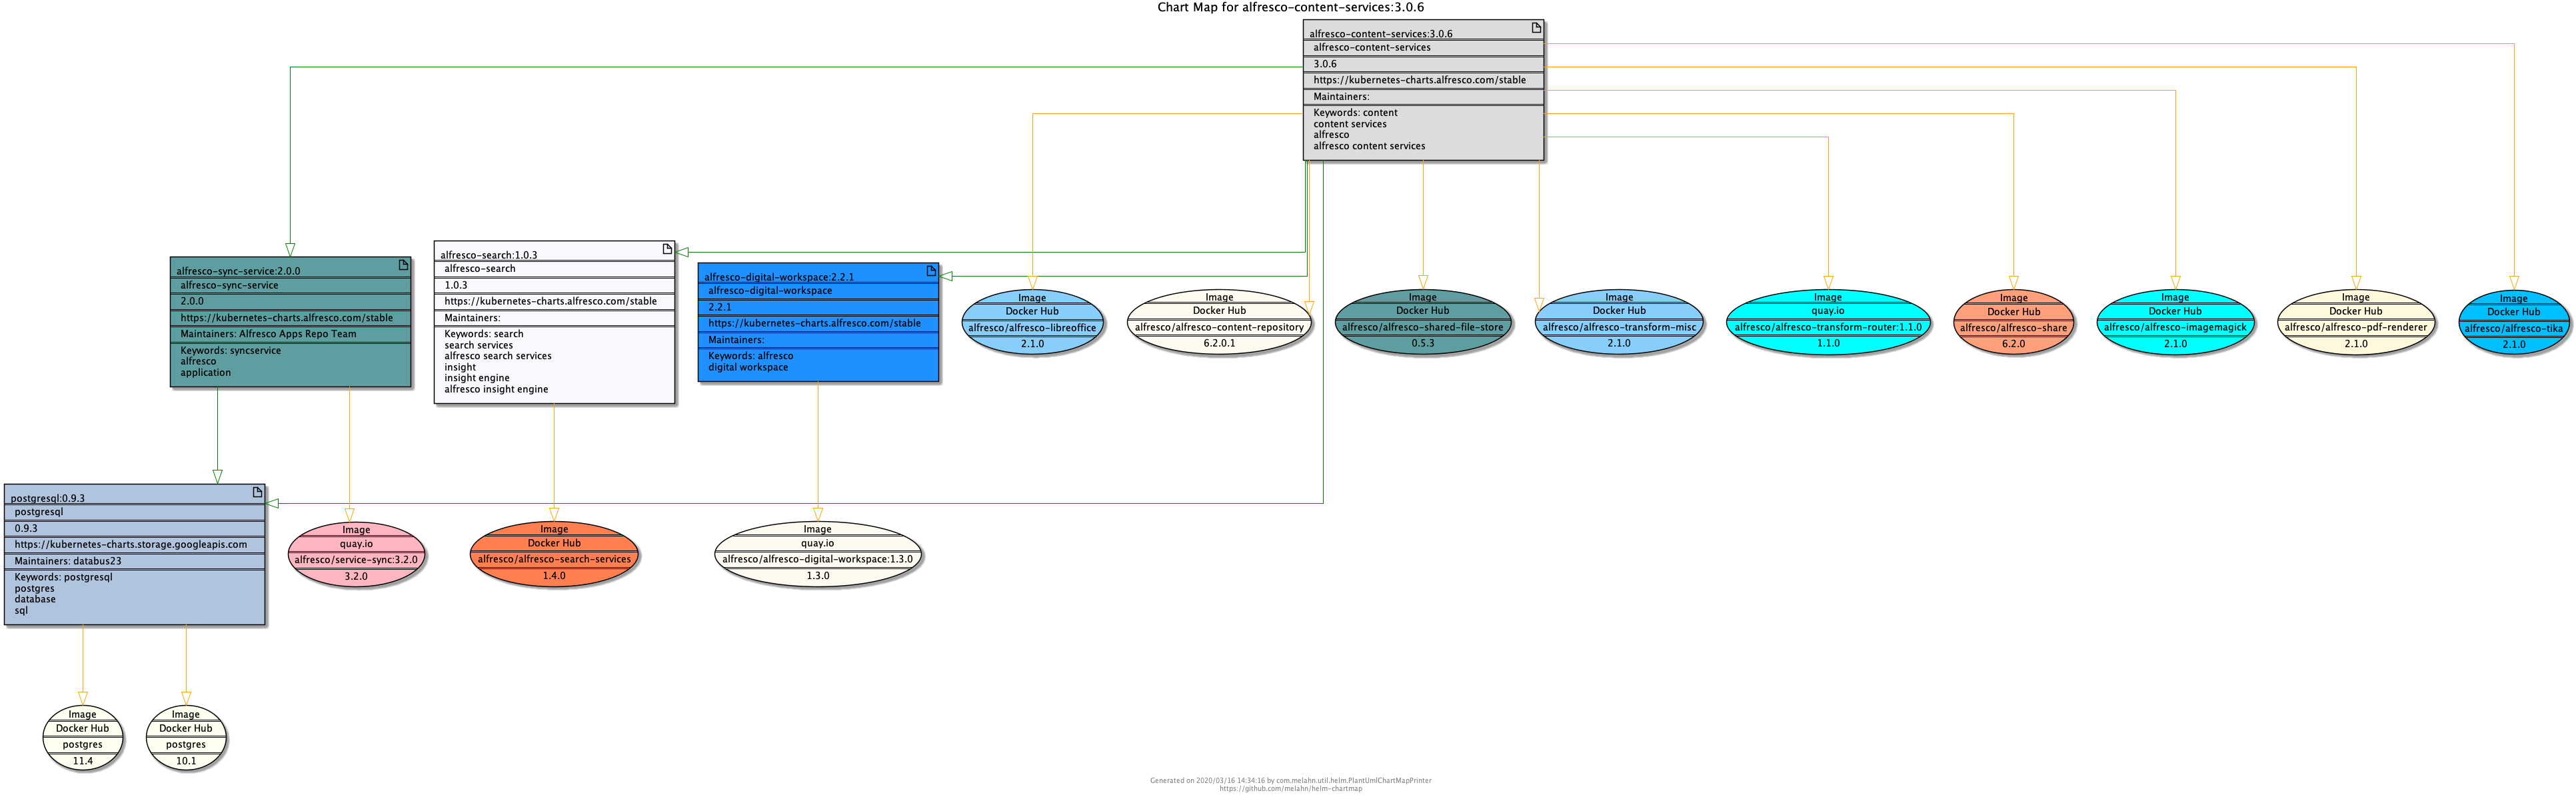 Chart Map for alfresco-content-services:3.0.6
alfresco-content-services:3.0.6
alfresco-content-services
3.0.6
https://kubernetes-charts.alfresco.com/stable
Maintainers:
Keywords: content
content services
alfresco
alfresco content services
alfresco-sync-service:2.0.0
alfresco-sync-service
2.0.0
https://kubernetes-charts.alfresco.com/stable
Maintainers: Alfresco Apps Repo Team
Keywords: syncservice
alfresco
application
alfresco-search:1.0.3
alfresco-search
1.0.3
https://kubernetes-charts.alfresco.com/stable
Maintainers:
Keywords: search
search services
alfresco search services
insight
insight engine
alfresco insight engine
alfresco-digital-workspace:2.2.1
alfresco-digital-workspace
2.2.1
https://kubernetes-charts.alfresco.com/stable
Maintainers:
Keywords: alfresco
digital workspace
Image
Docker Hub
alfresco/alfresco-libreoffice
2.1.0
Image
Docker Hub
alfresco/alfresco-content-repository
6.2.0.1
Image
Docker Hub
alfresco/alfresco-shared-file-store
0.5.3
Image
Docker Hub
alfresco/alfresco-transform-misc
2.1.0
Image
quay.io
alfresco/alfresco-transform-router:1.1.0
1.1.0
Image
Docker Hub
alfresco/alfresco-share
6.2.0
Image
Docker Hub
alfresco/alfresco-imagemagick
2.1.0
Image
Docker Hub
alfresco/alfresco-pdf-renderer
2.1.0
Image
Docker Hub
alfresco/alfresco-tika
2.1.0
postgresql:0.9.3
postgresql
0.9.3
https://kubernetes-charts.storage.googleapis.com
Maintainers: databus23
Keywords: postgresql
postgres
database
sql
Image
quay.io
alfresco/service-sync:3.2.0
3.2.0
Image
Docker Hub
alfresco/alfresco-search-services
1.4.0
Image
quay.io
alfresco/alfresco-digital-workspace:1.3.0
1.3.0
Image
Docker Hub
postgres
11.4
Image
Docker Hub
postgres
10.1
Generated on 2020/03/16 14:34:16 by com.melahn.util.helm.PlantUmlChartMapPrinter
https://github.com/melahn/helm-chartmap